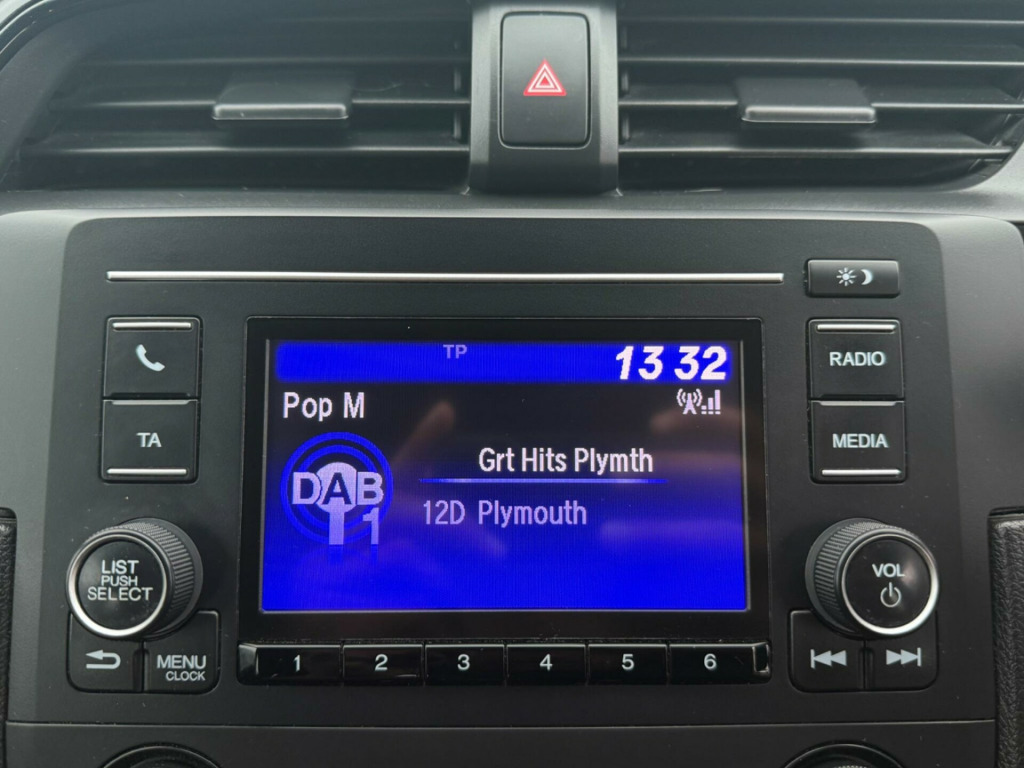 TP
13 32
RADIO
Pop M
TA
MEDIA
Grt Hits Plymth
DAB
1
12D Plymouth
LIST
PUSH
SELECT
VOL
MENU
CLOCK
1 2 3 4 5 6